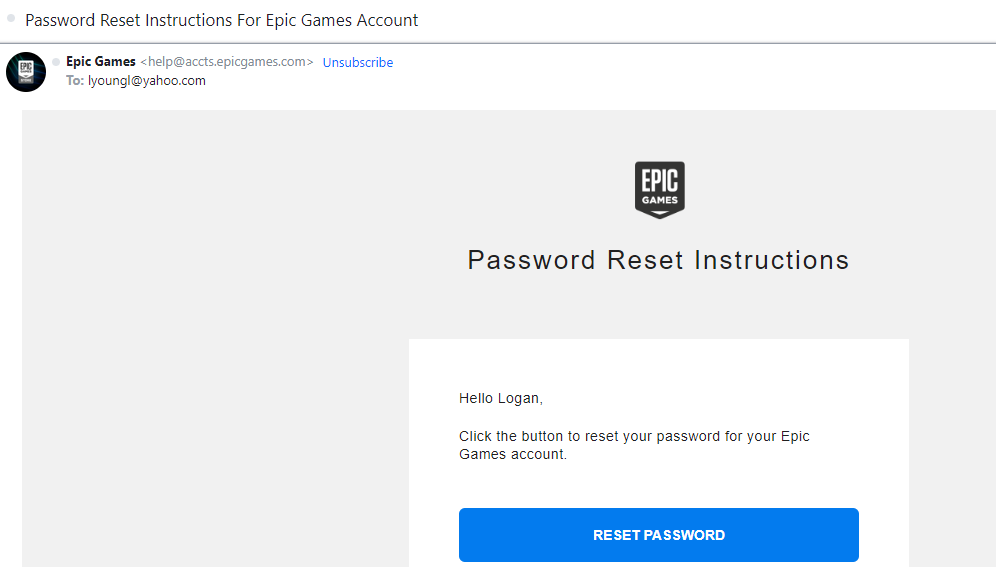 Password Reset Instructions For Epic Games Account
EPIC GAMES
Epic Games <help@accts.epicgames.com> Unsubscribe
To: lyoungl@yahoo.com
EPIC
GAMES
Password Reset Instructions
Hello Logan,
Click the button to reset your password for your Epic
Games account.
RESET PASSWORD